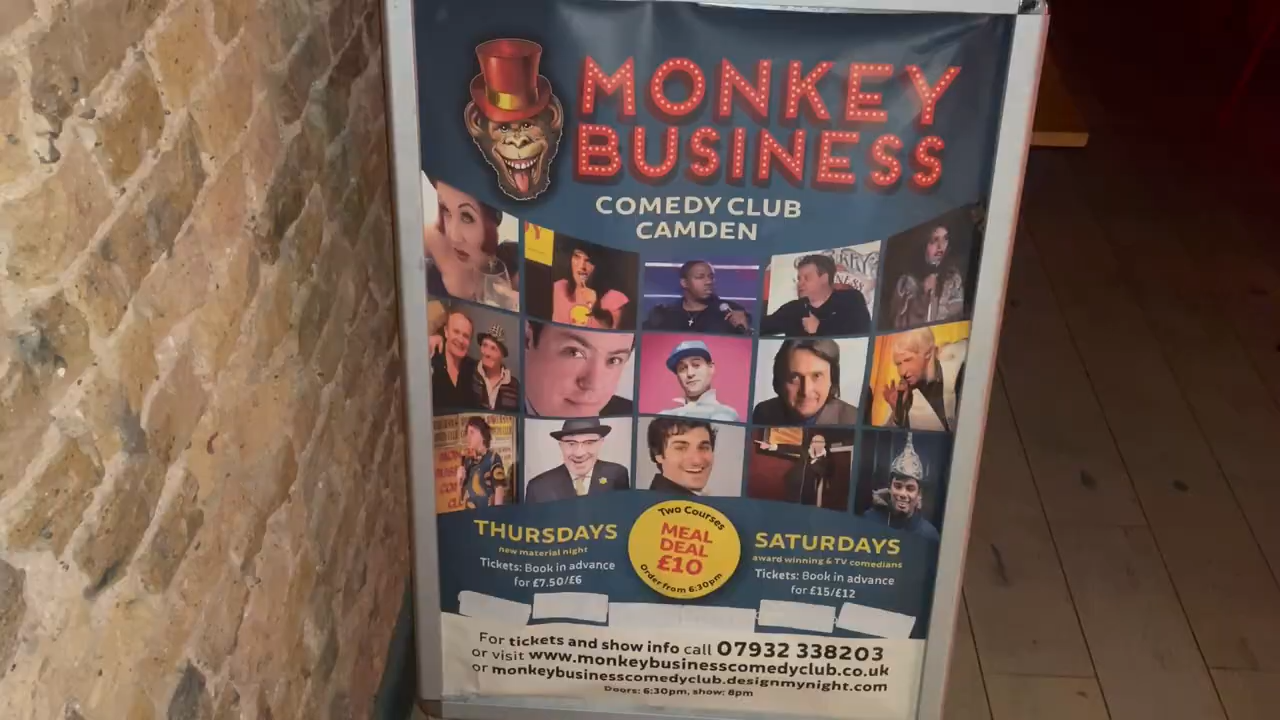 MONKEY
BUSINESS
COMEDY CLUB
CAMDEN
THURSDAYS
new material night
Tickets: Book in advance
for £7.50/£6
Two Courses
MEAL
DEAL
£10
Order from 6:30pm
SATURDAYS
award winning & TV comedians
Tickets: Book in advance
for £15/£12
For tickets and show info call 07932 338203
or visit www.monkeybusinesscomedyclub.co.uk
or monkeybusinesscomedyclub.designmynight.com
Doors: 6:30pm, show: 8pm